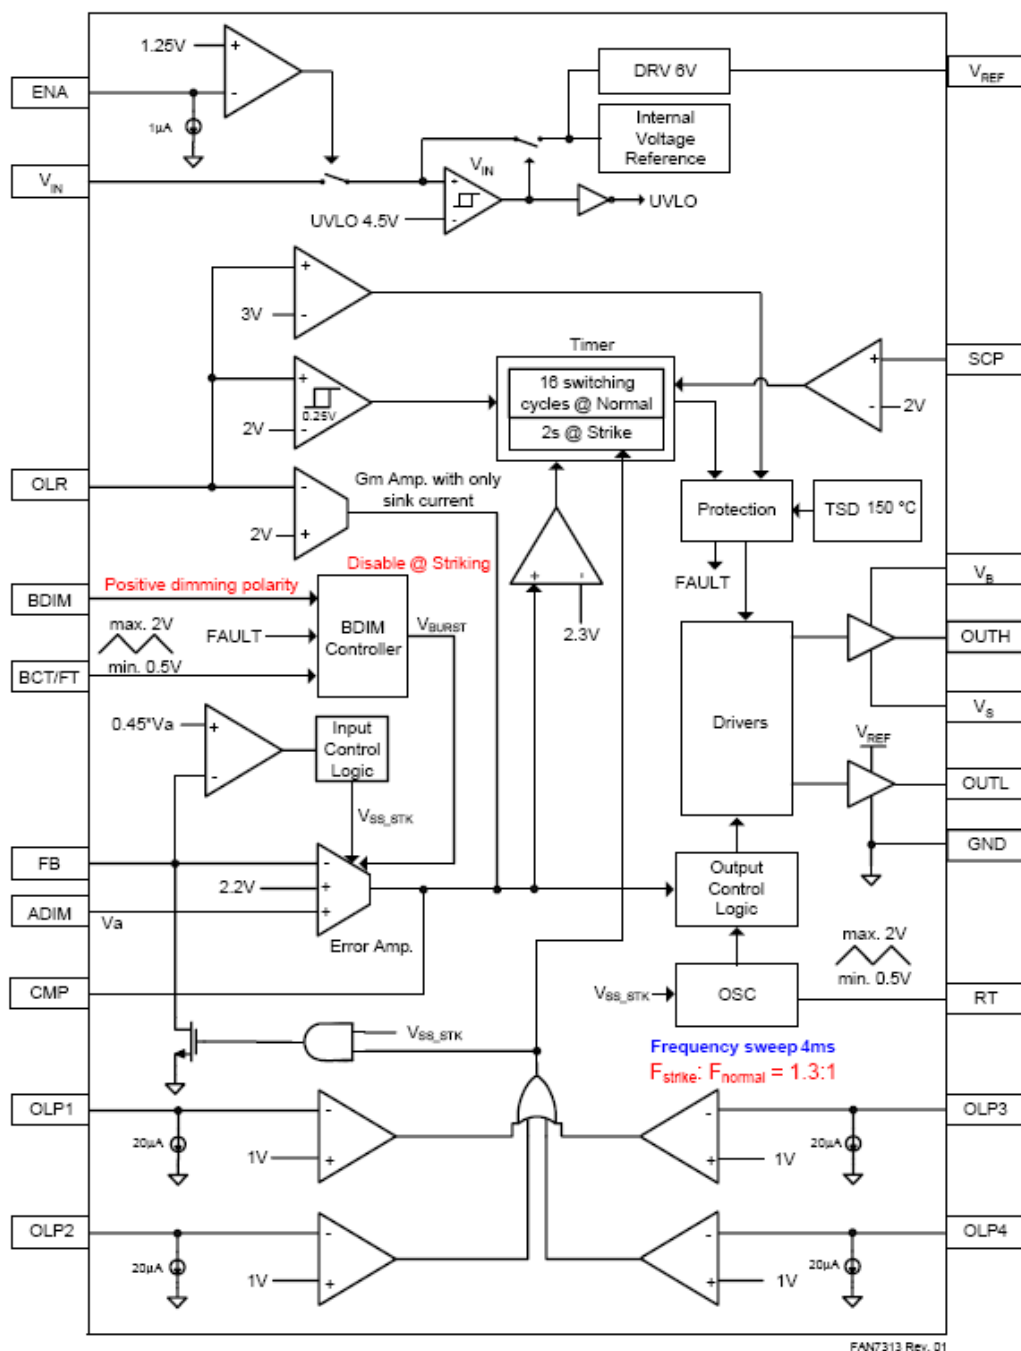 1.25V
ENA
1µA
DRV 6V
VREF
Internal
Voltage
Reference
VIN
VIN
UVLO 4.5V
UVLO
3V
Timer
16 switching
cycles @ Normal
2s @ Strike
SCP
2V
0.25V
2V
OLR
Gm Amp. with only
sink current
2V
Protection
TSD 150 °C
FAULT
Disable @ Striking
Positive dimming polarity
BDIM
max. 2V
min. 0.5V
FAULT
BDIM
Controller
VBURST
2.3V
BCT/FT
VB
OUTH
VS
Drivers
VREF
OUTL
GND
0.45*Va
Input
Control
Logic
VSS_STK
FB
2.2V
ADIM
Va
Error Amp.
Output
Control
Logic
max. 2V
min. 0.5V
CMP
VSS_STK
OSC
RT
VSS_STK
Frequency sweep 4ms
Fstrike: Fnormal = 1.3:1
OLP1
20µA
1V
OLP3
1V
20µA
OLP2
20µA
1V
OLP4
1V
20µA
FAN7313 Rev. 01